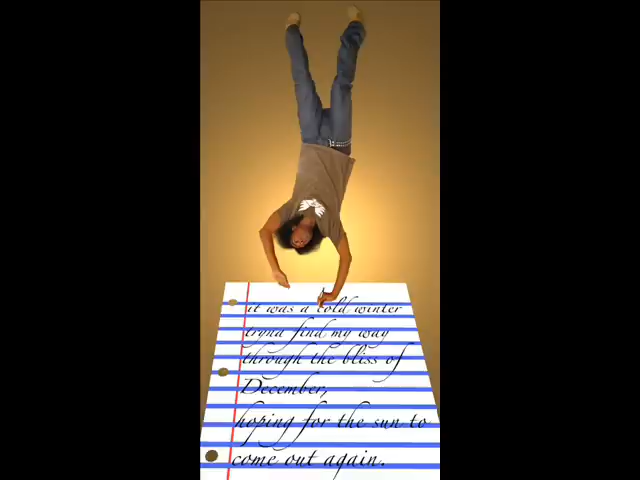 it was a cold winter
tryna find my way
through the bliss of
December,
hoping for the sun to
come out again.